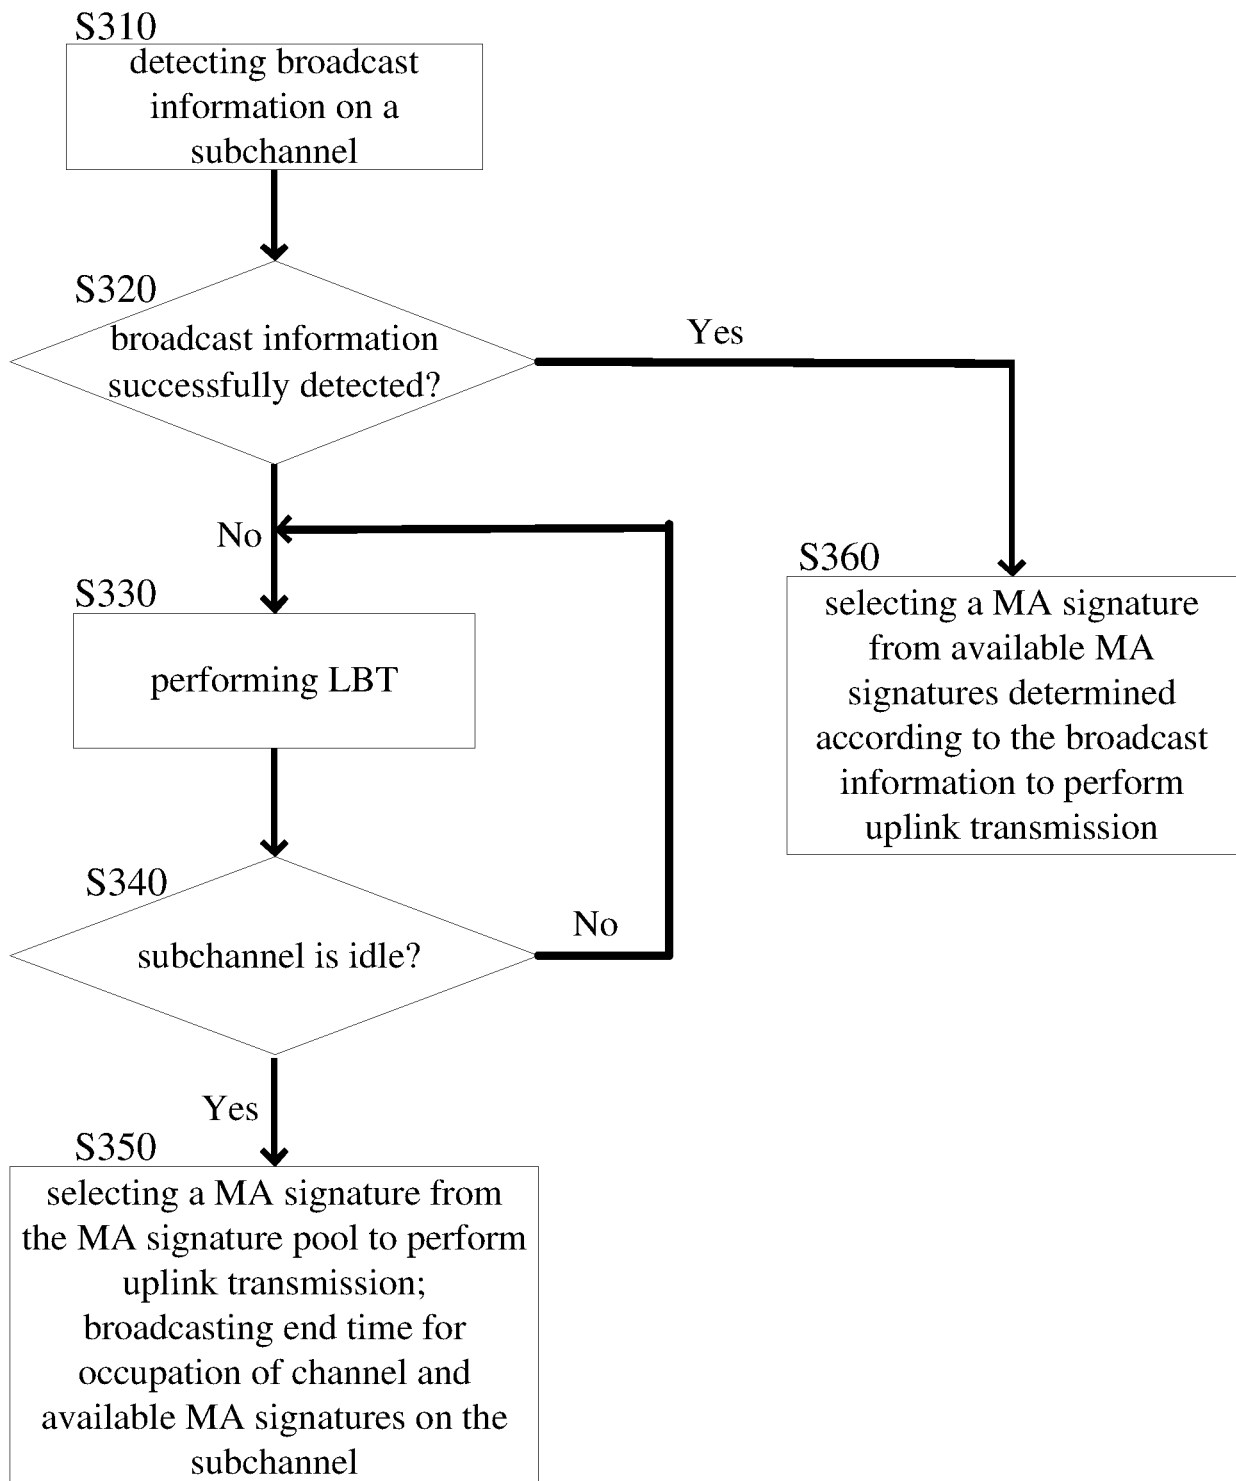 S310
detecting broadcast
information on a
subchannel
S320
broadcast information
successfully detected?
Yes
No
S330
performing LBT
S340
subchannel is idle?
No
Yes
S350
selecting a MA signature from
the MA signature pool to perform
uplink transmission;
broadcasting end time for
occupation of channel and
available MA signatures on the
subchannel
S360
selecting a MA signature
from available MA
signatures determined
according to the broadcast
information to perform
uplink transmission